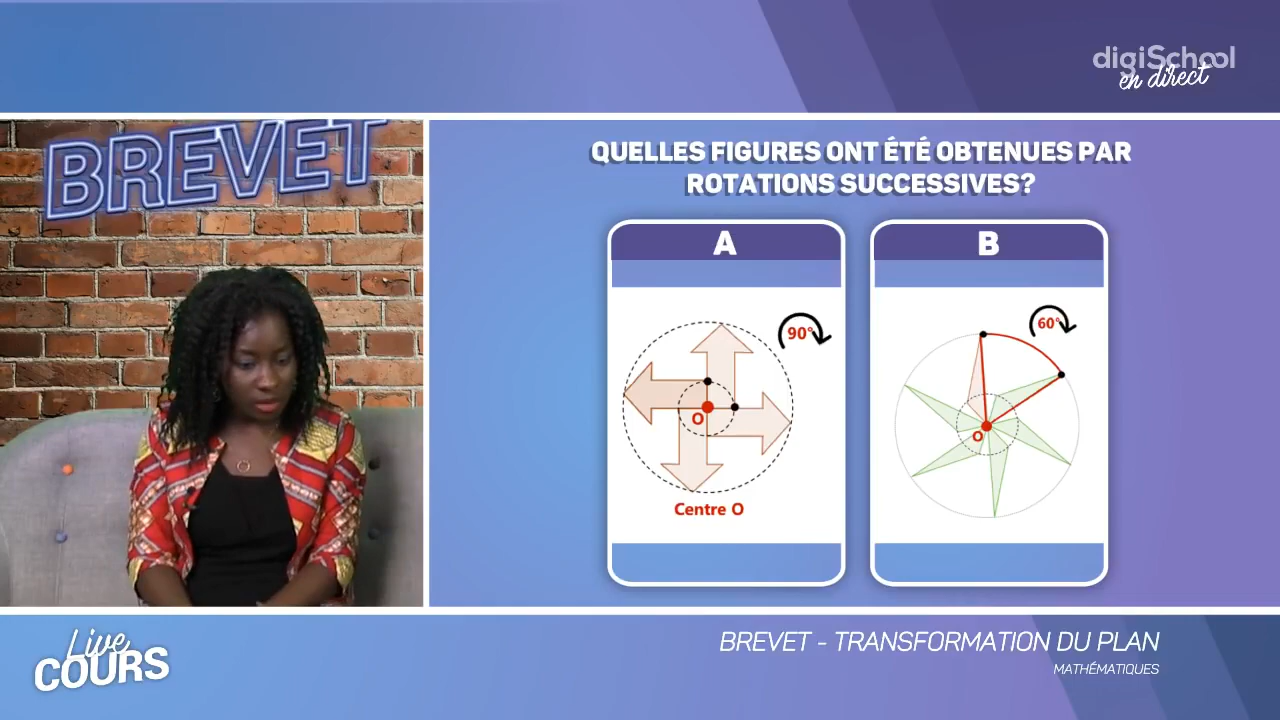 digiSchool
en direct
BREVET
QUELLES FIGURES ONT ÉTÉ OBTENUES PAR
ROTATIONS SUCCESSIVES?
A
B
90°
O
Centre O
60°
O
Live
COURS
BREVET - TRANSFORMATION DU PLAN
MATHÉMATIQUES